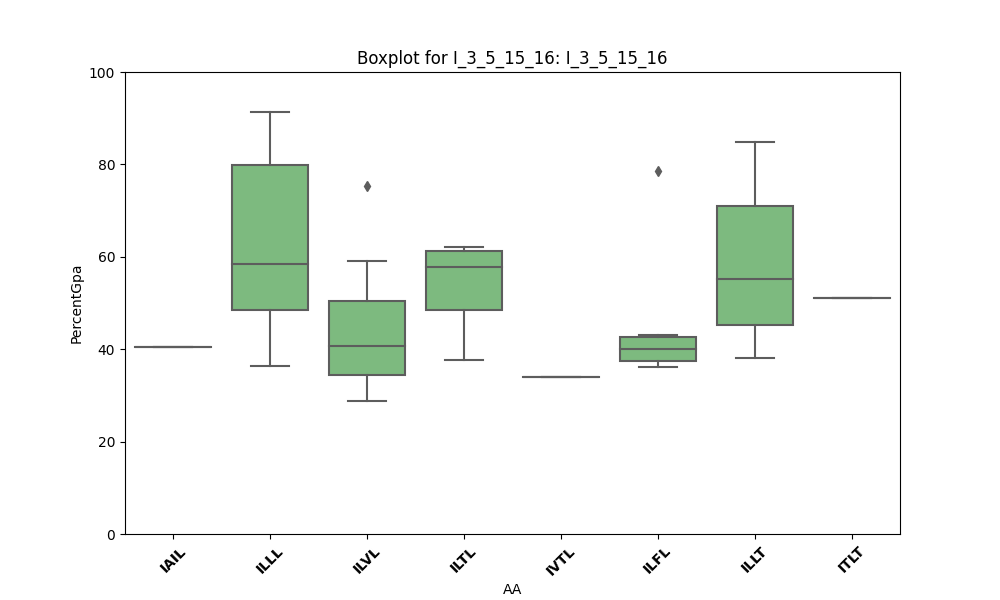 Boxplot for I_3_5_15_16: I_3_5_15_16
100
80
60
40
20
0
PercentGpa
IAIL
ILLL
ILVL
ILTL
IVTL
ILFL
ILLT
ITLT
AA